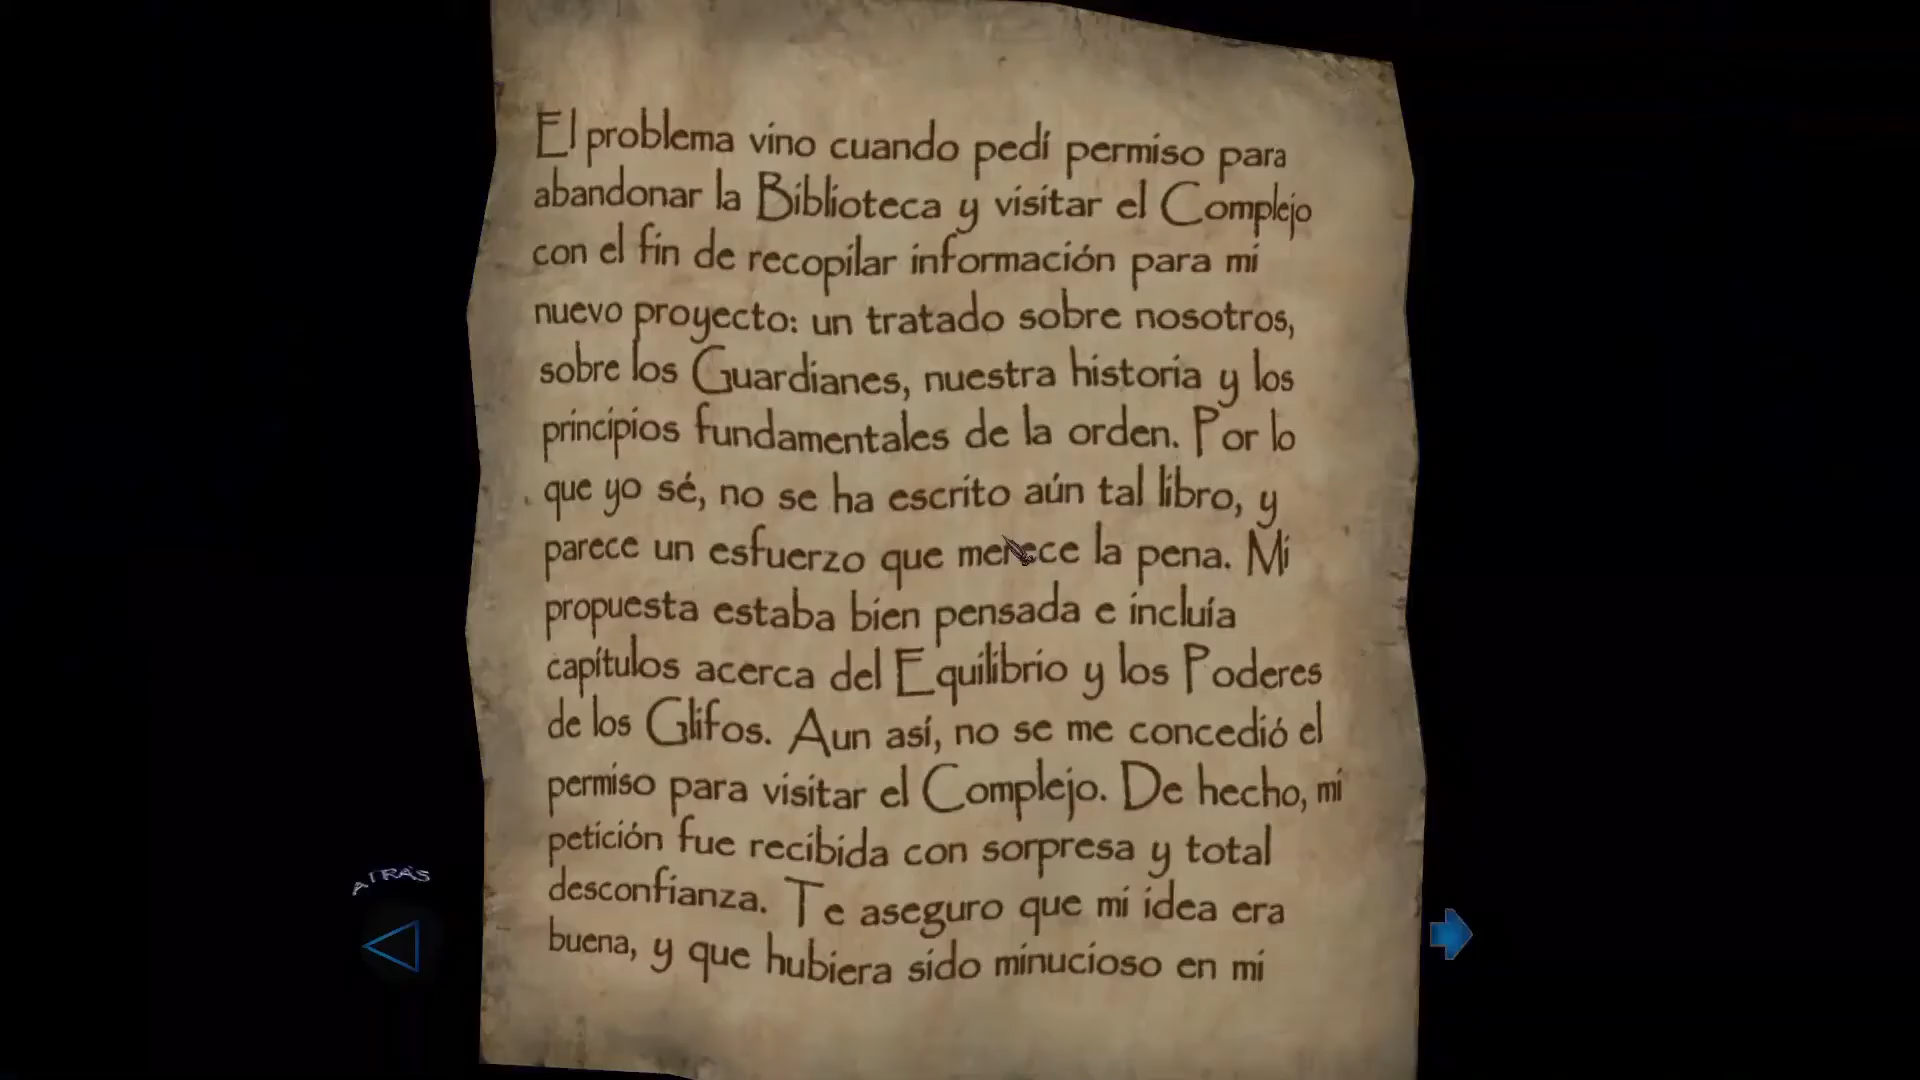 El problema vino cuando pedí permiso para
abandonar la Biblioteca y visitar el Complejo
con el fin de recopilar información para mi
nuevo proyecto: un tratado sobre nosotros,
sobre los Guardianes, nuestra historia y los
principios fundamentales de la orden. Por lo
que yo sé, no se ha escrito aún tal libro, y
parece un esfuerzo que merece la pena. Mi
propuesta estaba bien pensada e incluía
capítulos acerca del Equilibrio y los Poderes
de los Glifos. Aun así, no se me concedió el
permiso para visitar el Complejo. De hecho, mi
petición fue recibida con sorpresa y total
desconfianza. Te aseguro que mi idea era
buena, y que hubiera sido minucioso en mi
ATRÁS